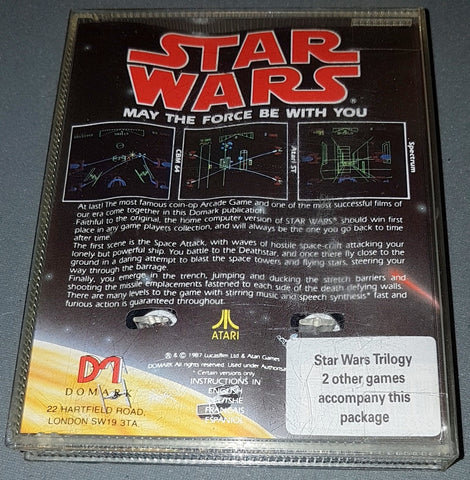 STAR
WARS®
MAY THE FORCE BE WITH YOU
CBM 64
Atari ST
Spectrum
At last! The most famous coin-op Arcade Game and one of the most successful films of
our era come together in this Domark publication.
Faithful to the original, the home computer version of STAR WARS® should win first
place in any game players collection, and will always be the one you go back to time
after time.
The first scene is the Space Attack, with waves of hostile space-craft attacking your
lonely but powerful ship. You battle to the Deathstar, and once there fly close to the
ground in a daring attempt to blast the space towers and flying stars, steering your
way through the barrage.
Finally, you emerge in the trench, jumping and ducking the stretch barriers and
shooting the missile emplacements fastened to each side of the death defying walls.
There are many levels to the game with stirring music and speech synthesis* fast and
furious action is guaranteed throughout.
ATARI
® & © 1987 Lucasfilm Ltd & Atari Games
DOMARK All rights reserved. Used under Authorisa
* Certain versions only
INSTRUCTIONS IN
ENGLISH
DEUTSHE
FRANCAIS
ESPANOL
DOMARK
22 HARTFIELD ROAD,
LONDON SW19 3TA.
Star Wars Trilogy
2 other games
accompany this
package